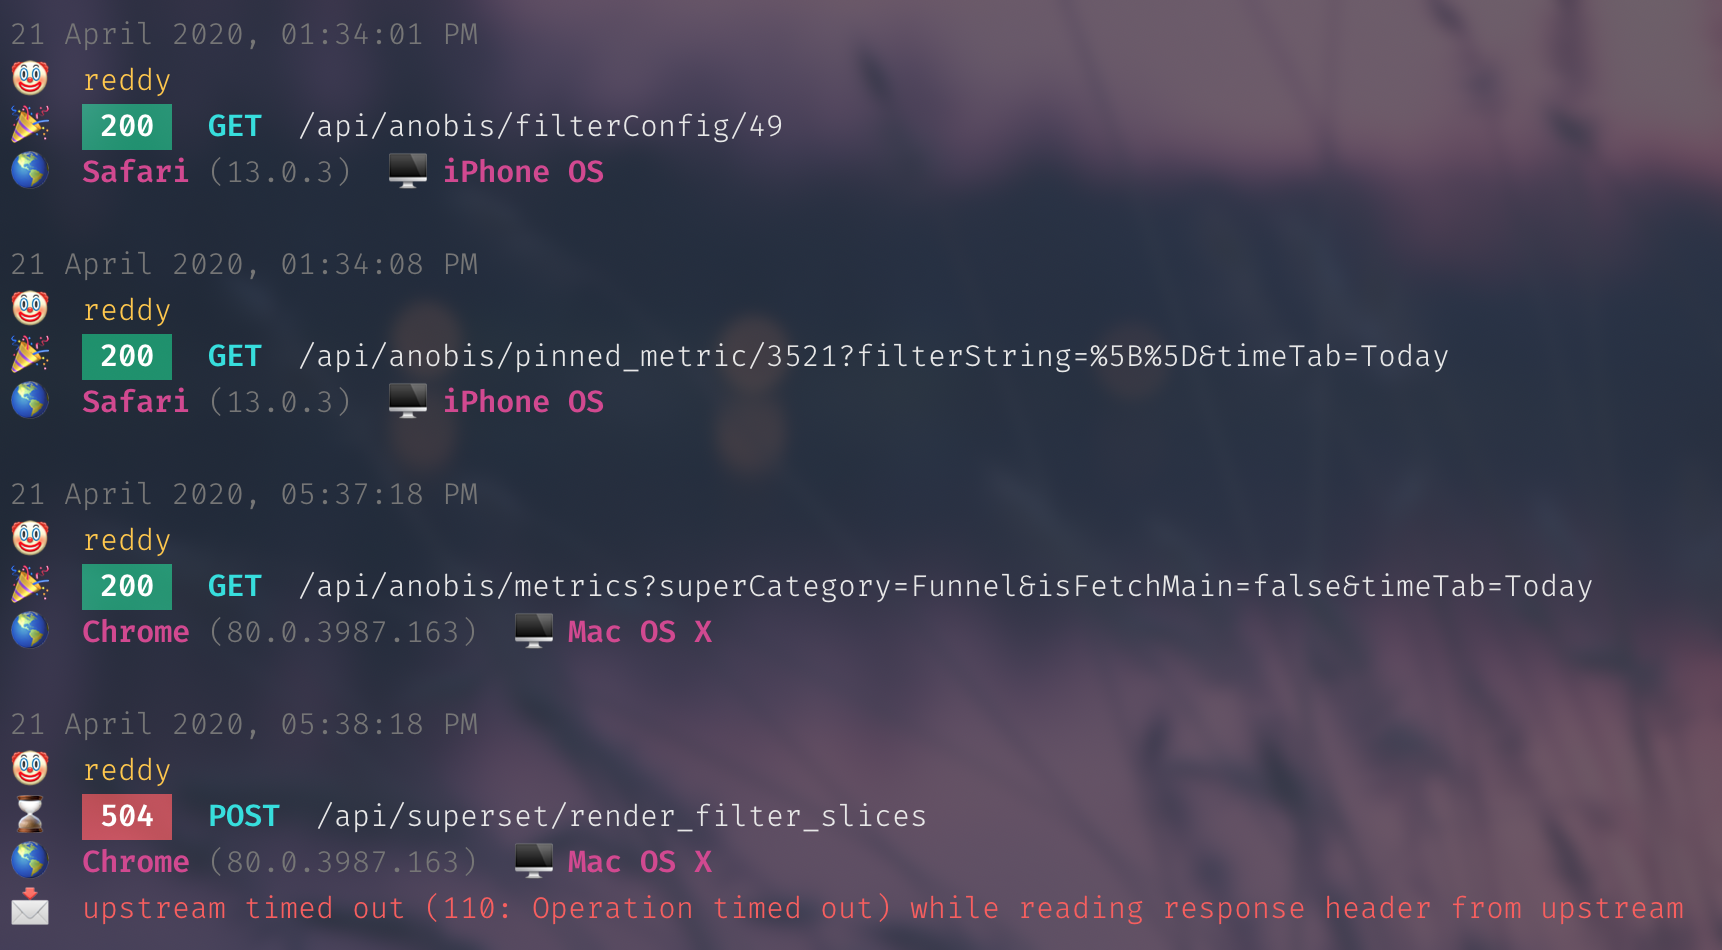 21 April 2020, 01:34:01 PM
reddy
200 GET /api/anobis/filterConfig/49
Safari (13.0.3) iPhone OS
21 April 2020, 01:34:08 PM
reddy
200 GET /api/anobis/pinned_metric/3521?filterString=%5B%5D&timeTab=Today
Safari (13.0.3) iPhone OS
21 April 2020, 05:37:18 PM
reddy
200 GET /api/anobis/metrics?superCategory=Funnel&isFetchMain=false&timeTab=Today
Chrome (80.0.3987.163) Mac OS X
21 April 2020, 05:38:18 PM
reddy
504 POST /api/superset/render_filter_slices
Chrome (80.0.3987.163) Mac OS X
upstream timed out (110: Operation timed out) while reading response header from upstream